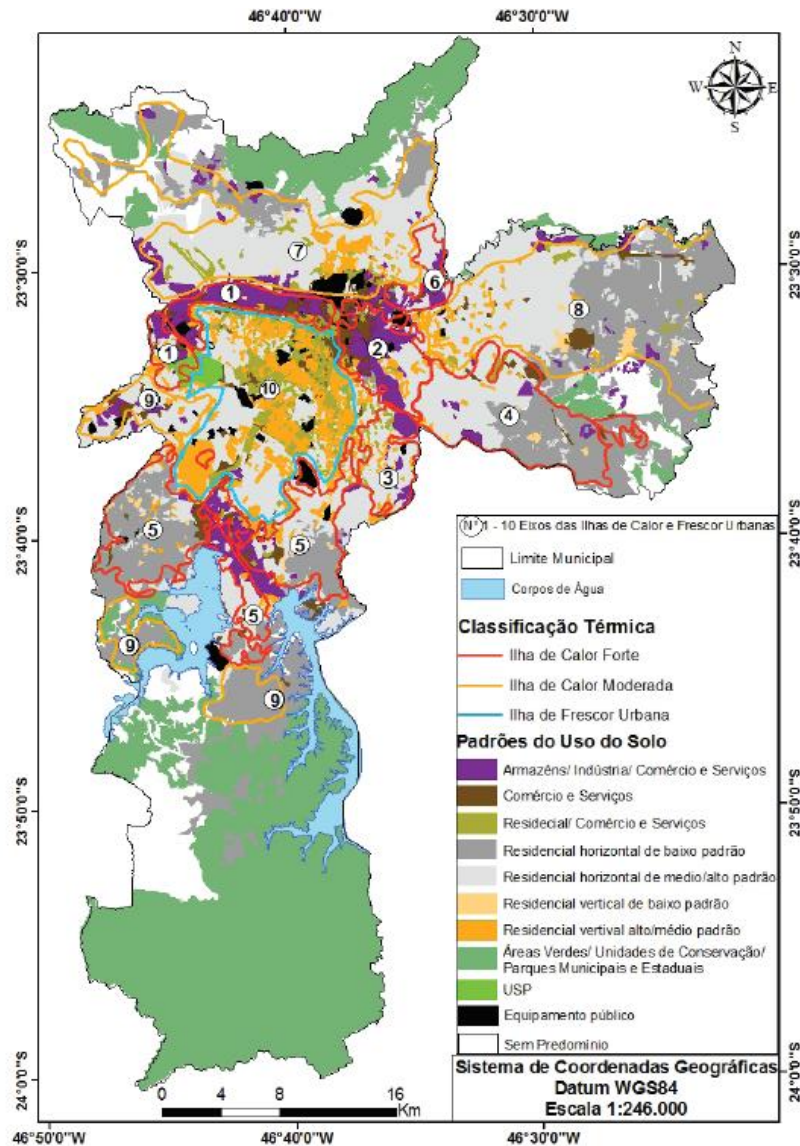 46°40'0"W
46°30'0"W
N
W E
S
23°30'0"S
23°30'0"S
7
1
6
8
2
1
10
9
4
3
5
5
23°40'0"S
23°40'0"S
5
9
9
23°50'0"S
23°50'0"S
24°0'0"S
24°0'0"S
N° 1 - 10 Eixos das Ilhas de Calor e Frescor Urbanas
Limite Municipal
Corpos de Água
Classificação Térmica
Ilha de Calor Forte
Ilha de Calor Moderada
Ilha de Frescor Urbana
Padrões do Uso do Solo
Armazéns/ Indústria/ Comércio e Serviços
Comércio e Serviços
Residecial/ Comércio e Serviços
Residencial horizontal de baixo padrão
Residencial horizontal de medio/alto padrão
Residencial vertical de baixo padrão
Residencial vertival alto/médio padrão
Áreas Verdes/ Unidades de Conservação/
Parques Municipais e Estaduais
USP
Equipamento público
Sem Predomínio
Sistema de Coordenadas Geográficas
Datum WGS84
Escala 1:246.000
0 4 8 16
Km
46°50'0"W
46°40'0"W
46°30'0"W